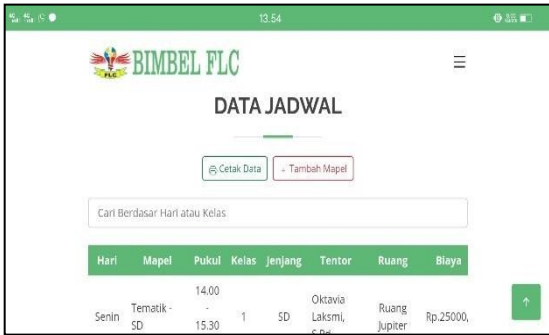 13.54
FLC
BIMBEL FLC
DATA JADWAL
Cetak Data
+ Tambah Mapel
Cari Berdasar Hari atau Kelas
Hari Mapel Pukul Kelas Jenjang Tentor Ruang Biaya
14.00
Tematik - - Oktavia Ruang
Senin 1 SD Laksmi, Rp.25000,
SD 15.30 S.Pd Jupiter